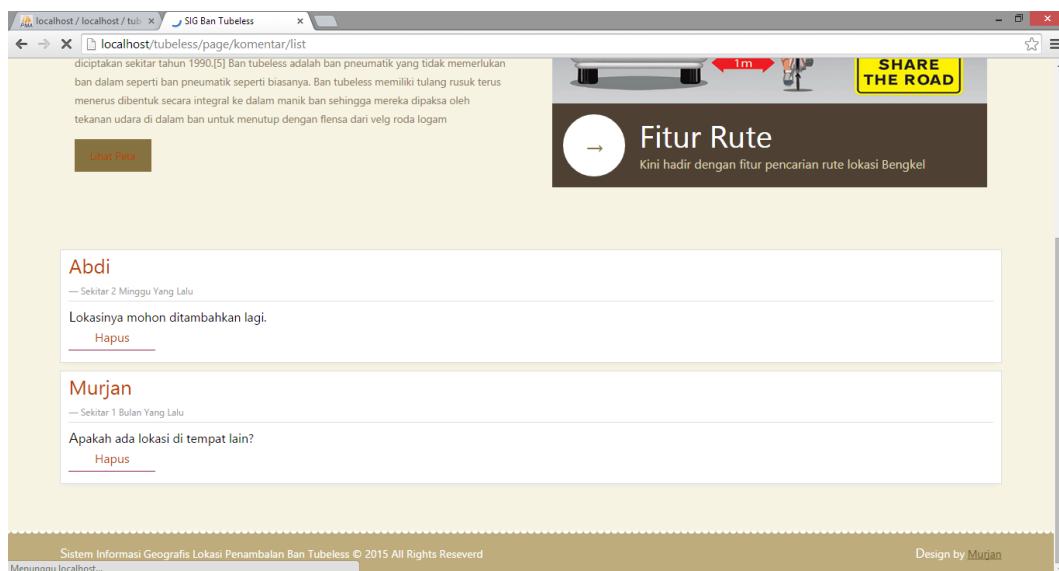 localhost / localhost / tub
SIG Ban Tubeless
localhost/tubeless/page/komentar/list
diciptakan sekitar tahun 1990.[5] Ban tubeless adalah ban pneumatik yang tidak memerlukan
ban dalam seperti ban pneumatik seperti biasanya. Ban tubeless memiliki tulang rusuk terus
menerus dibentuk secara integral ke dalam manik ban sehingga mereka dipaksa oleh
tekanan udara di dalam ban untuk menutup dengan flensa dari velg roda logam
Lihat Peta
1m
SHARE
THE ROAD
→
Fitur Rute
Kini hadir dengan fitur pencarian rute lokasi Bengkel
Abdi
— Sekitar 2 Minggu Yang Lalu
Lokasinya mohon ditambahkan lagi.
Hapus
Murjan
— Sekitar 1 Bulan Yang Lalu
Apakah ada lokasi di tempat lain?
Hapus
Sistem Informasi Geografis Lokasi Penambalan Ban Tubeless © 2015 All Rights Reseverd
Design by Murjan
Menunggu localhost...